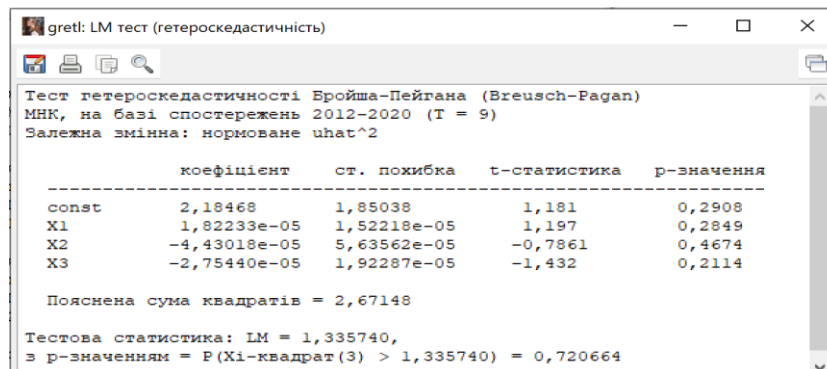 gretl: LM тест (гетероскедастичність)
Тест гетероскедастичності Бройша-Пейгана (Breusch-Pagan)
МНК, на базі спостережень 2012-2020 (T = 9)
Залежна змінна: нормоване uhat^2
коефіцієнт ст. похибка t-статистика p-значення
-------------------------------------------------------------------
const 2,18468 1,85038 1,181 0,2908
X1 1,82233e-05 1,52218e-05 1,197 0,2849
X2 −4,43018e-05 5,63562e-05 −0,7861 0,4674
X3 −2,75440e-05 1,92287e-05 −1,432 0,2114
Пояснена сума квадратів = 2,67148
Тестова статистика: LM = 1,335740,
з p-значенням = P(Хі-квадрат(3) > 1,335740) = 0,720664